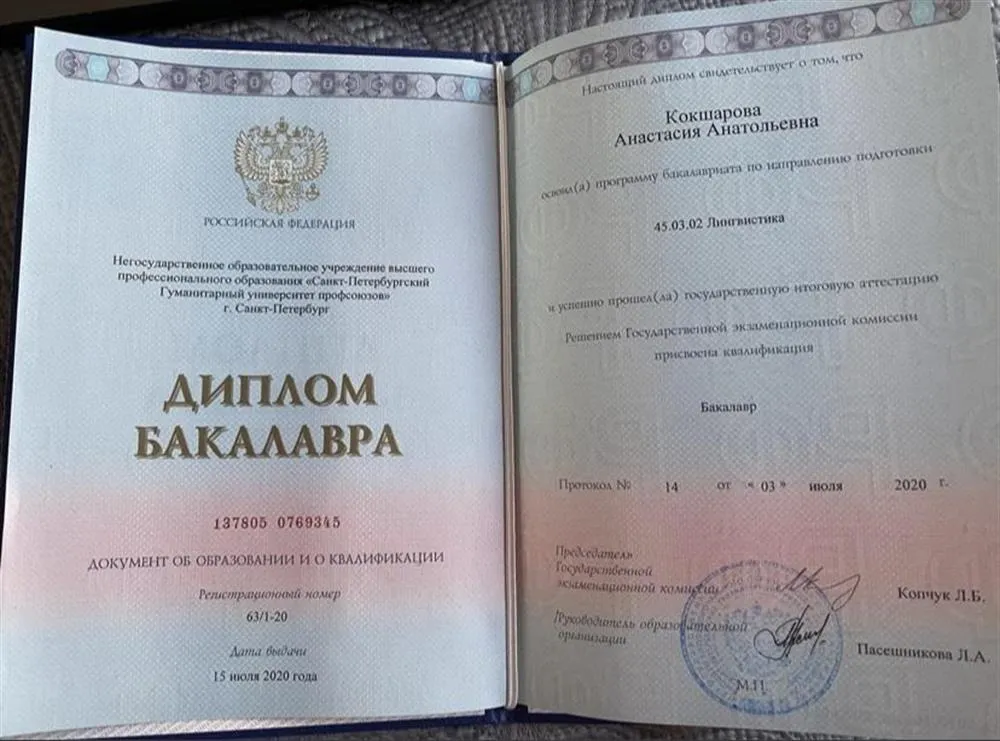 РОССИЙСКАЯ ФЕДЕРАЦИЯ
Негосударственное образовательное учреждение высшего
профессионального образования «Санкт-Петербургский
Гуманитарный университет профсоюзов»
г. Санкт-Петербург
ДИПЛОМ
БАКАЛАВРА
137805 0769345
ДОКУМЕНТ ОБ ОБРАЗОВАНИИ И О КВАЛИФИКАЦИИ
Регистрационный номер
63/1-20
Дата выдачи
15 июля 2020 года
Настоящий диплом свидетельствует о том, что
Кокшарова
Анастасия Анатольевна
освоил(а) программу бакалавриата по направлению подготовки
45.03.02 Лингвистика
и успешно прошел(ла) государственную итоговую аттестацию
Решением Государственной экзаменационной комиссии
присвоена квалификация
Бакалавр
Протокол № 14 от « 03 » июля 2020 г.
Председатель
Государственной
экзаменационной комиссии
Копчук Л.Б.
Руководитель образовательной
организации
Пасешникова Л.А.
М.П.